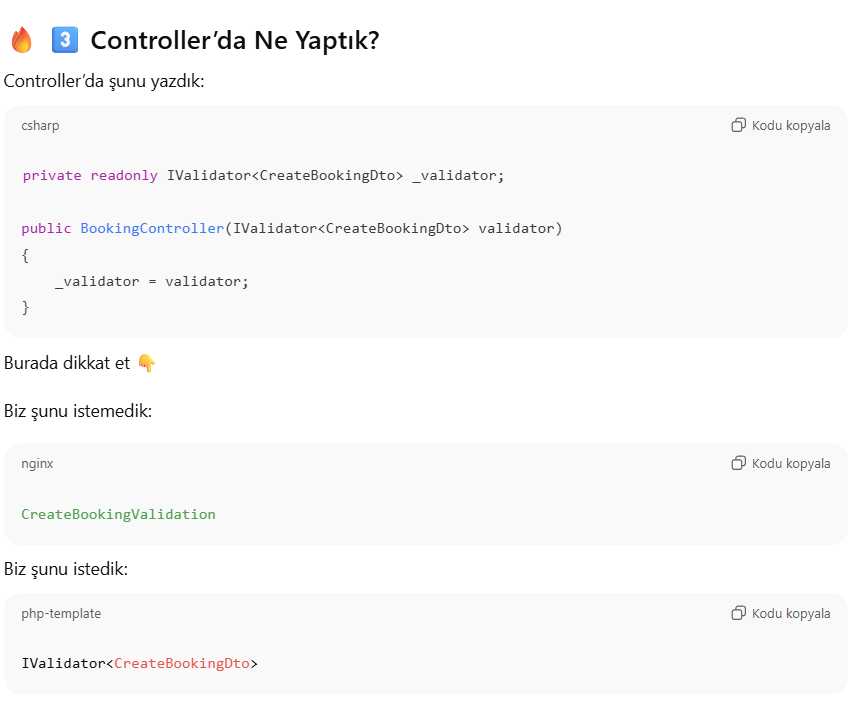 🔥 3️⃣ Controller’da Ne Yaptık?
Controller’da şunu yazdık:
csharp
Kodu kopyala
private readonly IValidator<CreateBookingDto> _validator;
public BookingController(IValidator<CreateBookingDto> validator)
{
    _validator = validator;
}
Burada dikkat et 👇
Biz şunu istemedik:
nginx
Kodu kopyala
CreateBookingValidation
Biz şunu istedik:
php-template
Kodu kopyala
IValidator<CreateBookingDto>